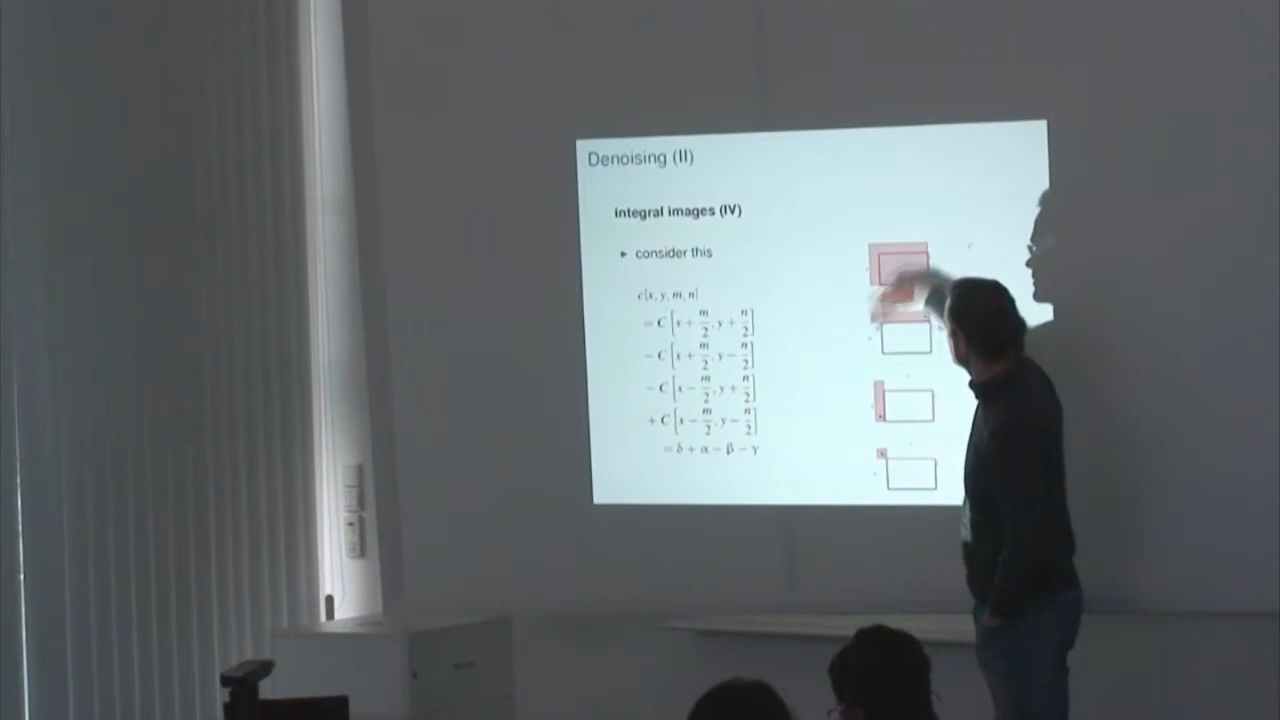 Denoising (II)
integral images (IV)
▸ consider this
c[x, y, m, n]
= C [x + m/2, y + n/2]
− C [x + m/2, y − n/2]
− C [x − m/2, y + n/2]
+ C [x − m/2, y − n/2]
= δ + α − β − γ